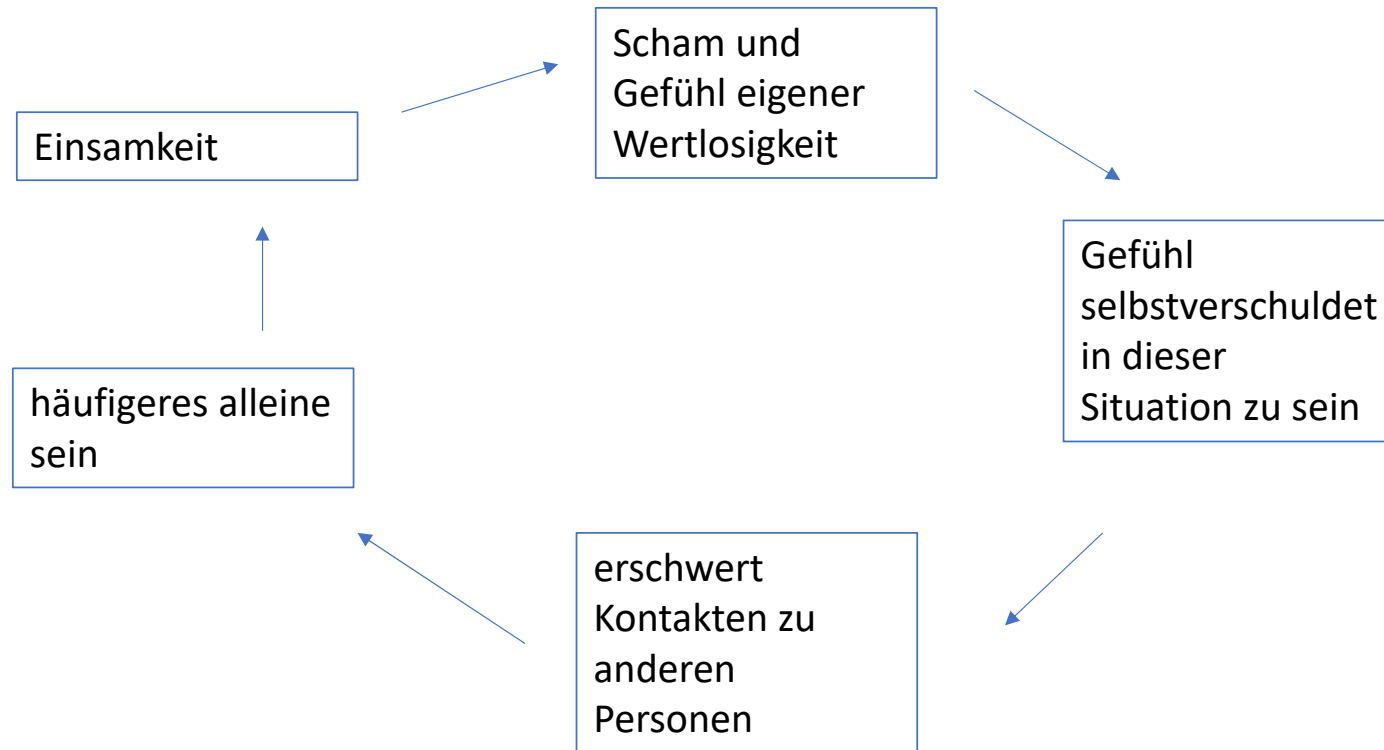 Scham und
Gefühl eigener
Wertlosigkeit
Einsamkeit
Gefühl
selbstverschuldet
in dieser
Situation zu sein
häufigeres alleine
sein
erschwert
Kontakten zu
anderen
Personen